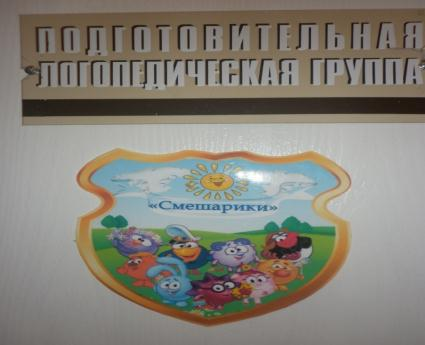 ПОДГОТОВИТЕЛЬНАЯ
ЛОГОПЕДИЧЕСКАЯ ГРУППА
«Смешарики»